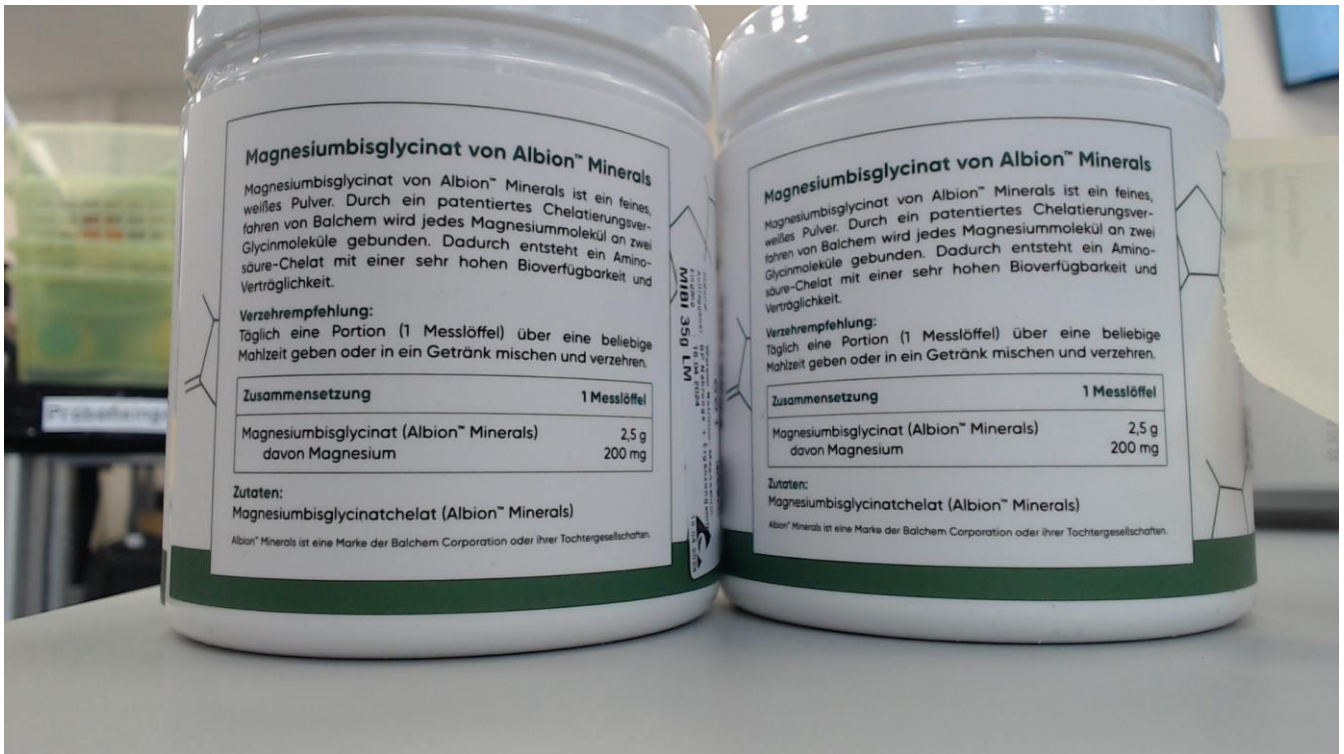 Magnesiumbisglycinat von Albion™ Minerals
Magnesiumbisglycinat von Albion™ Minerals ist ein feines,
weißes Pulver. Durch ein patentiertes Chelatierungsver-
fahren von Balchem wird jedes Magnesiummolekül an zwei
Glycinmoleküle gebunden. Dadurch entsteht ein Amino-
säure-Chelat mit einer sehr hohen Bioverfügbarkeit und
Verträglichkeit.
Verzehrempfehlung:
Täglich eine Portion (1 Messlöffel) über eine beliebige
Mahlzeit geben oder in ein Getränk mischen und verzehren.
Zusammensetzung 1 Messlöffel
Magnesiumbisglycinat (Albion™ Minerals) 2,5 g
davon Magnesium 200 mg
Zutaten:
Magnesiumbisglycinatchelat (Albion™ Minerals)
Albion™ Minerals ist eine Marke der Balchem Corporation oder ihrer Tochtergesellschaften.
MIBI 35g LM
Magnesiumbisglycinat von Albion™ Minerals
Magnesiumbisglycinat von Albion™ Minerals ist ein feines,
weißes Pulver. Durch ein patentiertes Chelatierungsver-
fahren von Balchem wird jedes Magnesiummolekül an zwei
Glycinmoleküle gebunden. Dadurch entsteht ein Amino-
säure-Chelat mit einer sehr hohen Bioverfügbarkeit und
Verträglichkeit.
Verzehrempfehlung:
Täglich eine Portion (1 Messlöffel) über eine beliebige
Mahlzeit geben oder in ein Getränk mischen und verzehren.
Zusammensetzung 1 Messlöffel
Magnesiumbisglycinat (Albion™ Minerals) 2,5 g
davon Magnesium 200 mg
Zutaten:
Magnesiumbisglycinatchelat (Albion™ Minerals)
Albion™ Minerals ist eine Marke der Balchem Corporation oder ihrer Tochtergesellschaften.